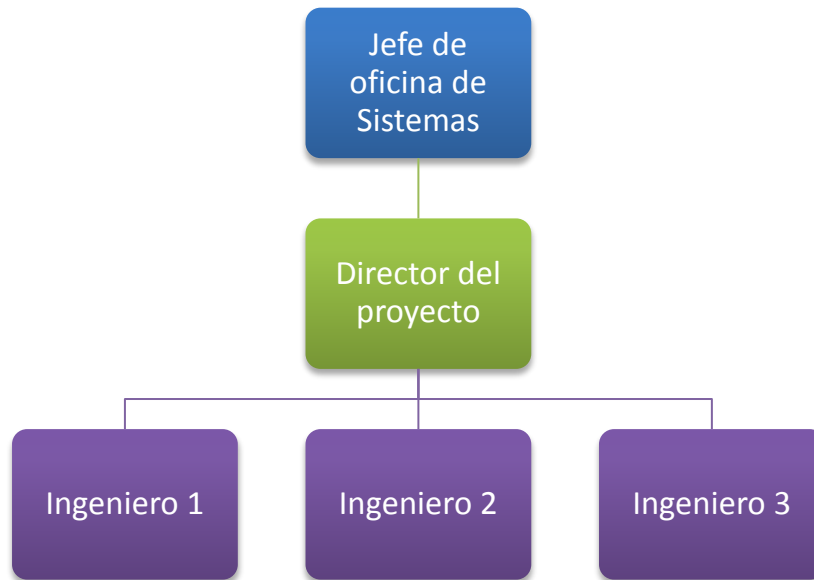 Jefe de
oficina de
Sistemas
Director del
proyecto
Ingeniero 1
Ingeniero 2
Ingeniero 3